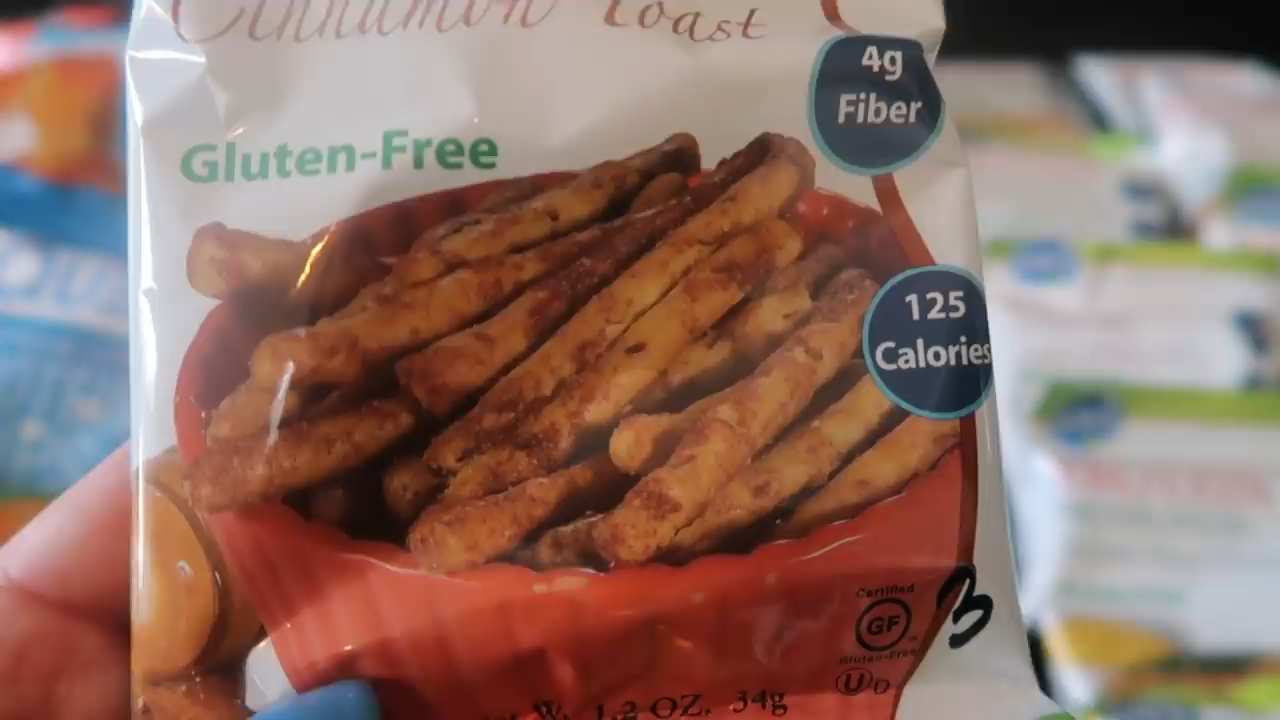 Cinnamon Toast
4g
Fiber
Gluten-Free
125
Calories
Certified
GF
Gluten-Free
U D
3
W. 1.2 OZ. 34g